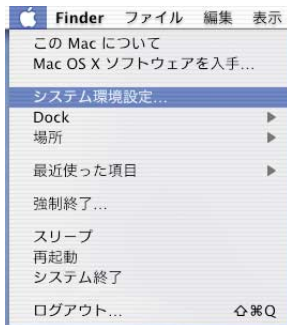 Finder ファイル 編集 表示
この Mac について
Mac OS X ソフトウェアを入手...
システム環境設定...
Dock
場所
最近使った項目
強制終了...
スリープ
再起動
システム終了
ログアウト... ⇧⌘Q